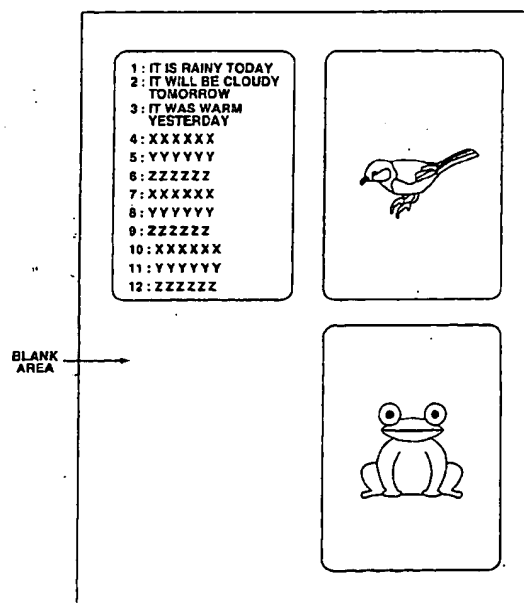 1 : IT IS RAINY TODAY
2 : IT WILL BE CLOUDY
TOMORROW
3 : IT WAS WARM
YESTERDAY
4 : XXXXXX
5 : YYYYYY
6 : ZZZZZZ
7 : XXXXXX
8 : YYYYYY
9 : ZZZZZZ
10 : XXXXXX
11 : YYYYYY
12 : ZZZZZZ
BLANK
AREA